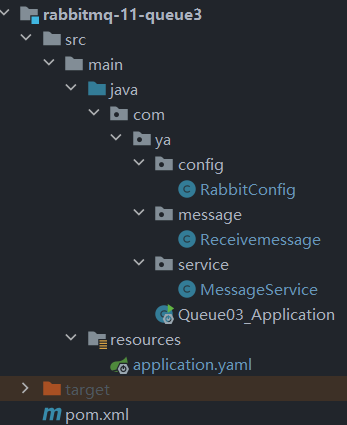 rabbitmq-11-queue3
src
main
java
com
ya
config
RabbitConfig
message
Receivemessage
service
MessageService
Queue03_Application
resources
application.yaml
target
pom.xml